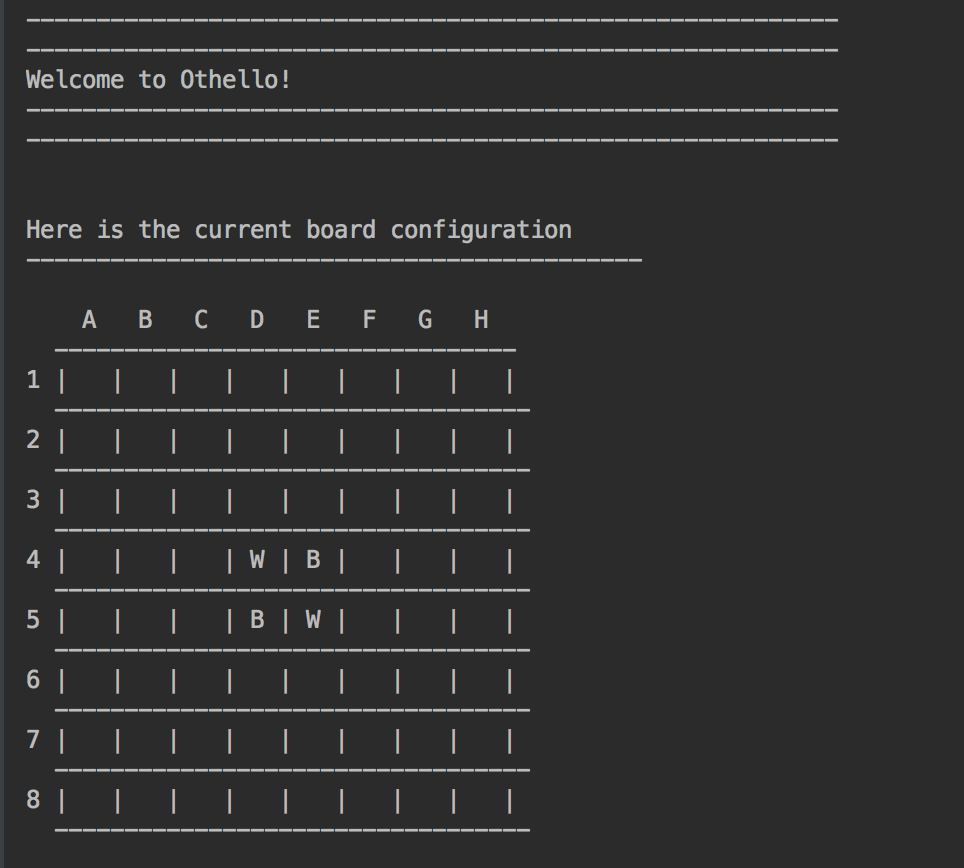 ----------------------------------------------------------
----------------------------------------------------------
Welcome to Othello!
----------------------------------------------------------
----------------------------------------------------------
Here is the current board configuration
--------------------------------------------
    A   B   C   D   E   F   G   H
  ---------------------------------
1 |   |   |   |   |   |   |   |   |
  ----------------------------------
2 |   |   |   |   |   |   |   |   |
  ----------------------------------
3 |   |   |   |   |   |   |   |   |
  ----------------------------------
4 |   |   |   | W | B |   |   |   |
  ----------------------------------
5 |   |   |   | B | W |   |   |   |
  ----------------------------------
6 |   |   |   |   |   |   |   |   |
  ----------------------------------
7 |   |   |   |   |   |   |   |   |
  ----------------------------------
8 |   |   |   |   |   |   |   |   |
  ----------------------------------